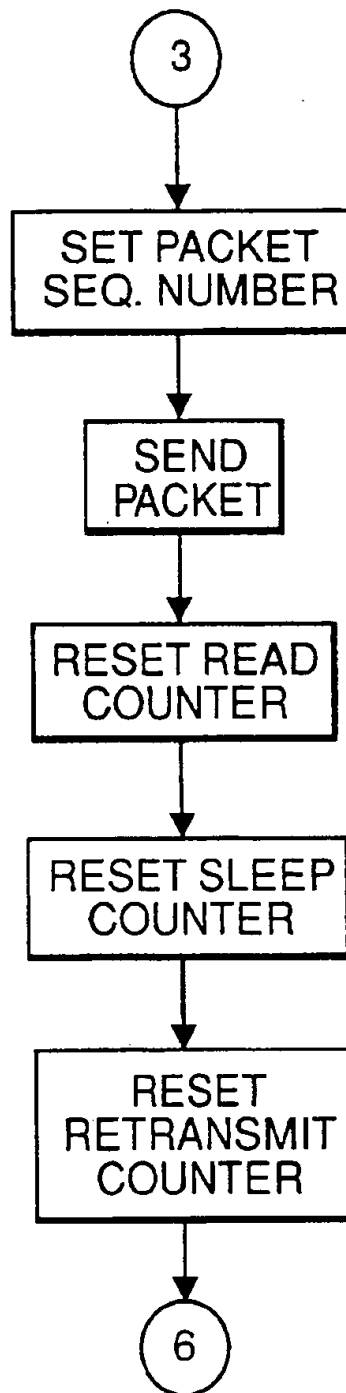 3
SET PACKET
SEQ. NUMBER
SEND
PACKET
RESET READ
COUNTER
RESET SLEEP
COUNTER
RESET
RETRANSMIT
COUNTER
6